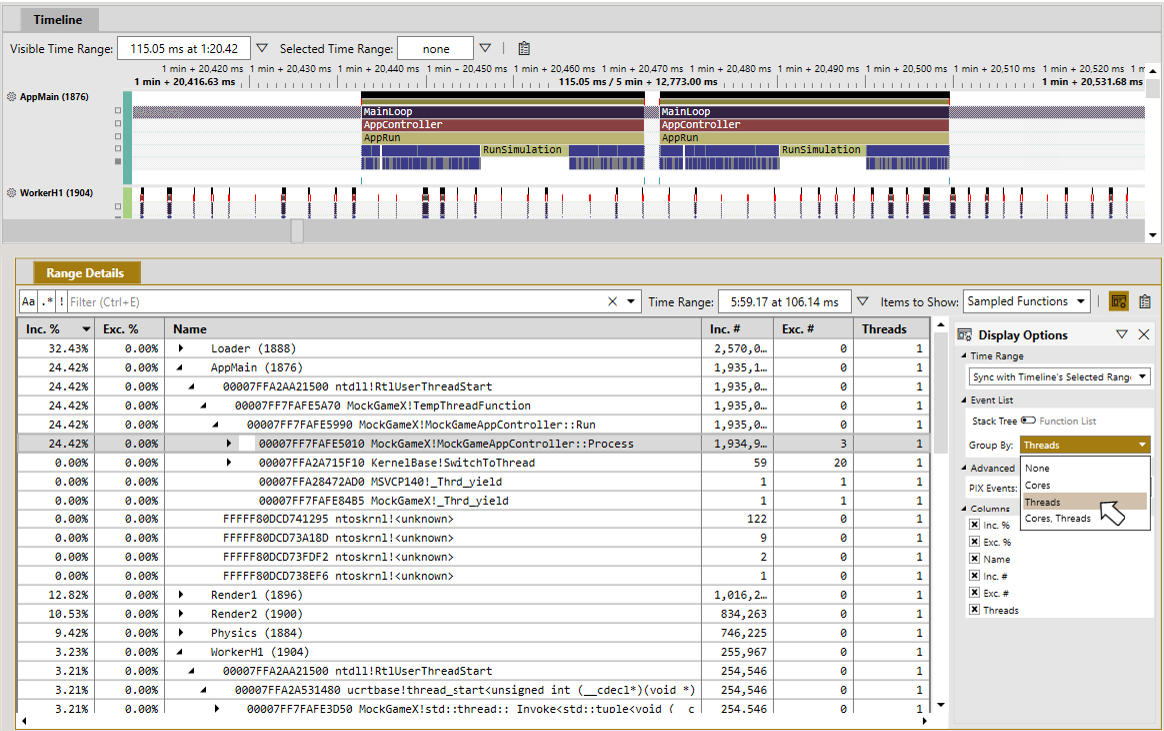 Timeline
Visible Time Range: 115.05 ms at 1:20.42 Selected Time Range: none
1 min + 20,420 ms 1 min + 20,430 ms 1 min + 20,440 ms 1 min - 20,450 ms 1 min + 20,460 ms 1 min + 20,470 ms 1 min + 20,480 ms 1 min + 20,490 ms 1 min + 20,500 ms 1 min + 20,510 ms 1 min + 20,520 ms 1 m
1 min + 20,416.63 ms 115.05 ms / 5 min + 12,773.00 ms 1 min + 20,531.68 ms
AppMain (1876)
MainLoop MainLoop
AppController AppController
AppRun AppRun
RunSimulation RunSimulation
WorkerH1 (1904)
Range Details
Aa .* ! Filter (Ctrl+E) Time Range: 5:59.17 at 106.14 ms Items to Show: Sampled Functions
Inc. % Exc. % Name Inc. # Exc. # Threads
32.43% 0.00% Loader (1888) 2,570,0… 0 1
24.42% 0.00% AppMain (1876) 1,935,1… 0 1
24.42% 0.00% 00007FFA2AA21500 ntdll!RtlUserThreadStart 1,935,0… 0 1
24.42% 0.00% 00007FF7FAFE5A70 MockGameX!TempThreadFunction 1,935,0… 0 1
24.42% 0.00% 00007FF7FAFE5990 MockGameX!MockGameAppController::Run 1,935,0… 0 1
24.42% 0.00% 00007FF7FAFE5010 MockGameX!MockGameAppController::Process 1,934,9… 3 1
0.00% 0.00% 00007FFA2A715F10 KernelBase!SwitchToThread 59 20 1
0.00% 0.00% 00007FFA28472AD0 MSVCP140!_Thrd_yield 1 1 1
0.00% 0.00% 00007FF7FAFE84B5 MockGameX!_Thrd_yield 1 1 1
0.00% 0.00% FFFFF80DCD741295 ntoskrnl!<unknown> 122 0 1
0.00% 0.00% FFFFF80DCD73A18D ntoskrnl!<unknown> 9 0 1
0.00% 0.00% FFFFF80DCD73FDF2 ntoskrnl!<unknown> 2 0 1
0.00% 0.00% FFFFF80DCD738EF6 ntoskrnl!<unknown> 1 0 1
12.82% 0.00% Render1 (1896) 1,016,2… 0 1
10.53% 0.00% Render2 (1900) 834,263 0 1
9.42% 0.00% Physics (1884) 746,225 0 1
3.23% 0.00% WorkerH1 (1904) 255,967 0 1
3.21% 0.00% 00007FFA2AA21500 ntdll!RtlUserThreadStart 254,546 0 1
3.21% 0.00% 00007FFA2A531480 ucrtbase!thread_start<unsigned int (__cdecl*)(void *) 254,546 0 1
3.21% 0.00% 00007FF7FAFE3D50 MockGameX!std::thread::_Invoke<std::tuple<void (__c 254,546 0 1
Display Options
Time Range
Sync with Timeline's Selected Rang
Event List
Stack Tree Function List
Group By: Threads
None
Cores
Threads
Cores, Threads
Advanced
PIX Events:
Columns
Inc. %
Exc. %
Name
Inc. #
Exc. #
Threads